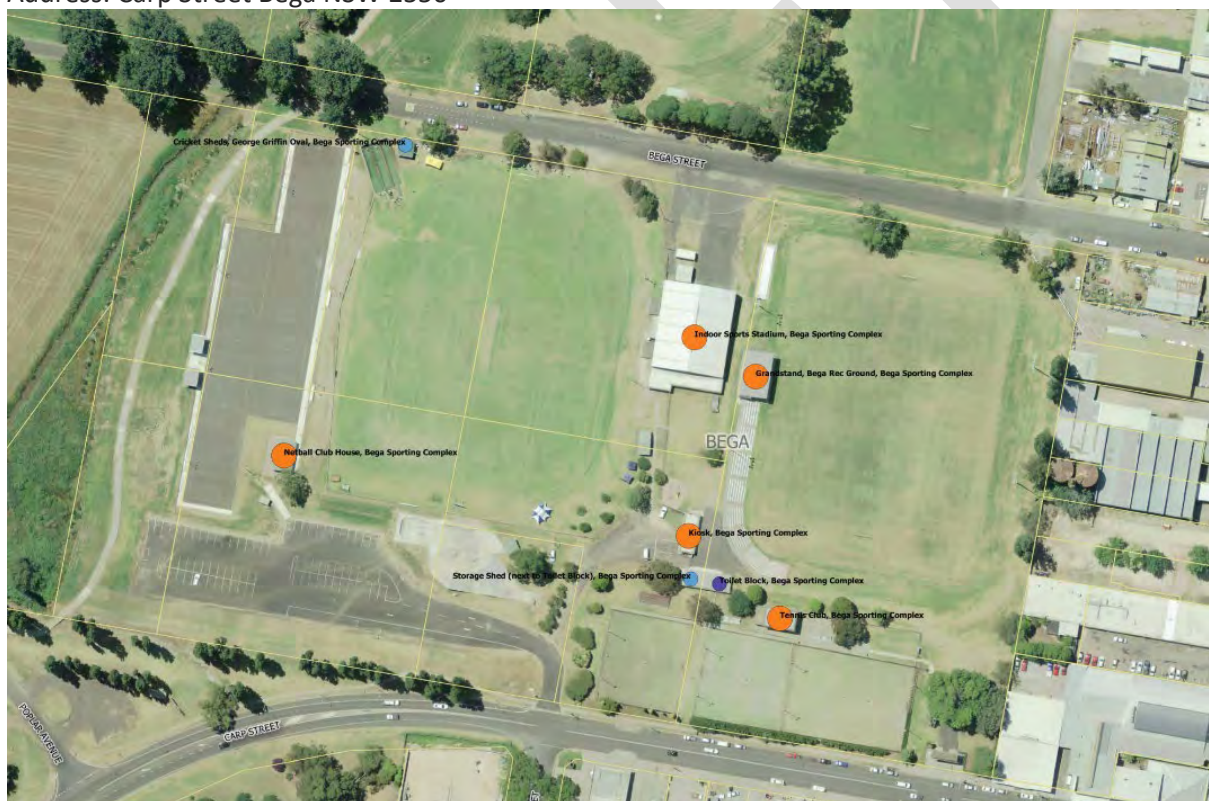 Address: Carp Street Bega NSW 2550
Cricket Sheds, George Griffin Oval, Bega Sporting Complex
BEGA STREET
Indoor Sports Stadium, Bega Sporting Complex
Grandstand, Bega Rec Ground, Bega Sporting Complex
BEGA
Netball Club House, Bega Sporting Complex
Kiosk, Bega Sporting Complex
Storage Shed (next to Toilet Block), Bega Sporting Complex
Toilet Block, Bega Sporting Complex
Tennis Club, Bega Sporting Complex
POPLAR AVENUE
CARP STREET